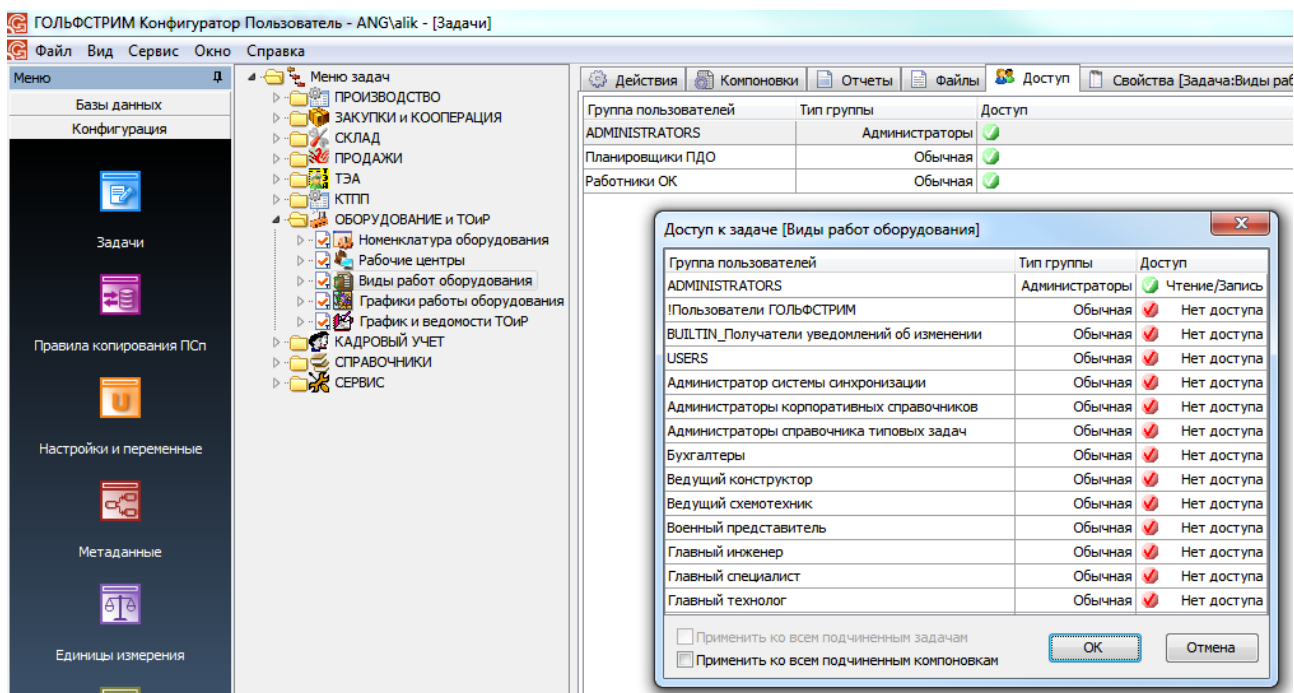 ГОЛЬФСТРИМ Конфигуратор Пользователь - ANG\alik - [Задачи]
Файл Вид Сервис Окно Справка
Меню
Базы данных
Конфигурация
Задачи
Правила копирования ПСп
Настройки и переменные
Метаданные
Единицы измерения
Меню задач
ПРОИЗВОДСТВО
ЗАКУПКИ и КООПЕРАЦИЯ
СКЛАД
ПРОДАЖИ
ТЭА
КТПП
ОБОРУДОВАНИЕ и ТОиР
Номенклатура оборудования
Рабочие центры
Виды работ оборудования
Графики работы оборудования
График и ведомости ТОиР
КАДРОВЫЙ УЧЕТ
СПРАВОЧНИКИ
СЕРВИС
Действия Компоновки Отчеты Файлы Доступ Свойства [Задача:Виды раб
Группа пользователей Тип группы Доступ
ADMINISTRATORS Администраторы
Планировщики ПДО Обычная
Работники ОК Обычная
Доступ к задаче [Виды работ оборудования]
Группа пользователей Тип группы Доступ
ADMINISTRATORS Администраторы Чтение/Запись
!Пользователи ГОЛЬФСТРИМ Обычная Нет доступа
BUILTIN_Получатели уведомлений об изменении Обычная Нет доступа
USERS Обычная Нет доступа
Администратор системы синхронизации Обычная Нет доступа
Администраторы корпоративных справочников Обычная Нет доступа
Администраторы справочника типовых задач Обычная Нет доступа
Бухгалтеры Обычная Нет доступа
Ведущий конструктор Обычная Нет доступа
Ведущий схемотехник Обычная Нет доступа
Военный представитель Обычная Нет доступа
Главный инженер Обычная Нет доступа
Главный специалист Обычная Нет доступа
Главный технолог Обычная Нет доступа
Применить ко всем подчиненным задачам
Применить ко всем подчиненным компоновкам
ОК Отмена